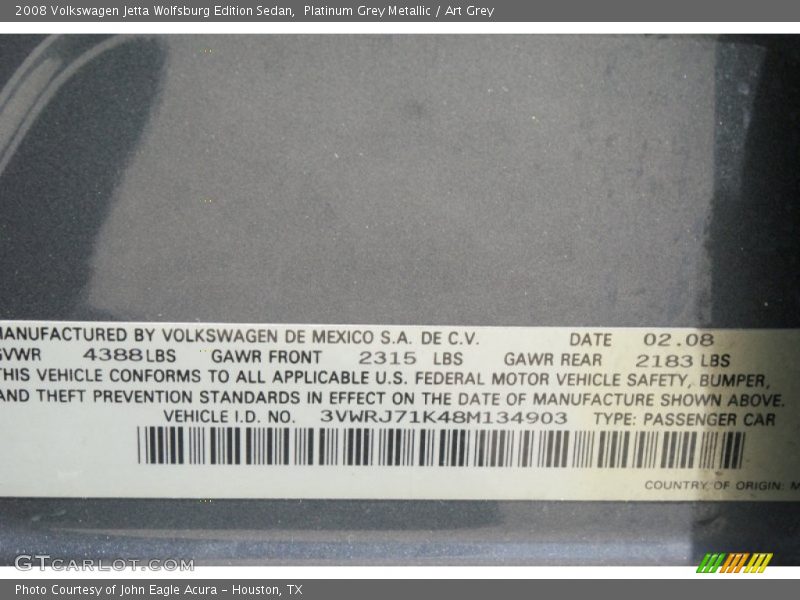 2008 Volkswagen Jetta Wolfsburg Edition Sedan, Platinum Grey Metallic / Art Grey
MANUFACTURED BY VOLKSWAGEN DE MEXICO S.A. DE C.V. DATE 02.08
GVWR 4388 LBS GAWR FRONT 2315 LBS GAWR REAR 2183 LBS
THIS VEHICLE CONFORMS TO ALL APPLICABLE U.S. FEDERAL MOTOR VEHICLE SAFETY, BUMPER,
AND THEFT PREVENTION STANDARDS IN EFFECT ON THE DATE OF MANUFACTURE SHOWN ABOVE.
VEHICLE I.D. NO. 3VWRJ71K48M134903 TYPE: PASSENGER CAR
COUNTRY OF ORIGIN: M
GTCARLOT.COM
Photo Courtesy of John Eagle Acura - Houston, TX